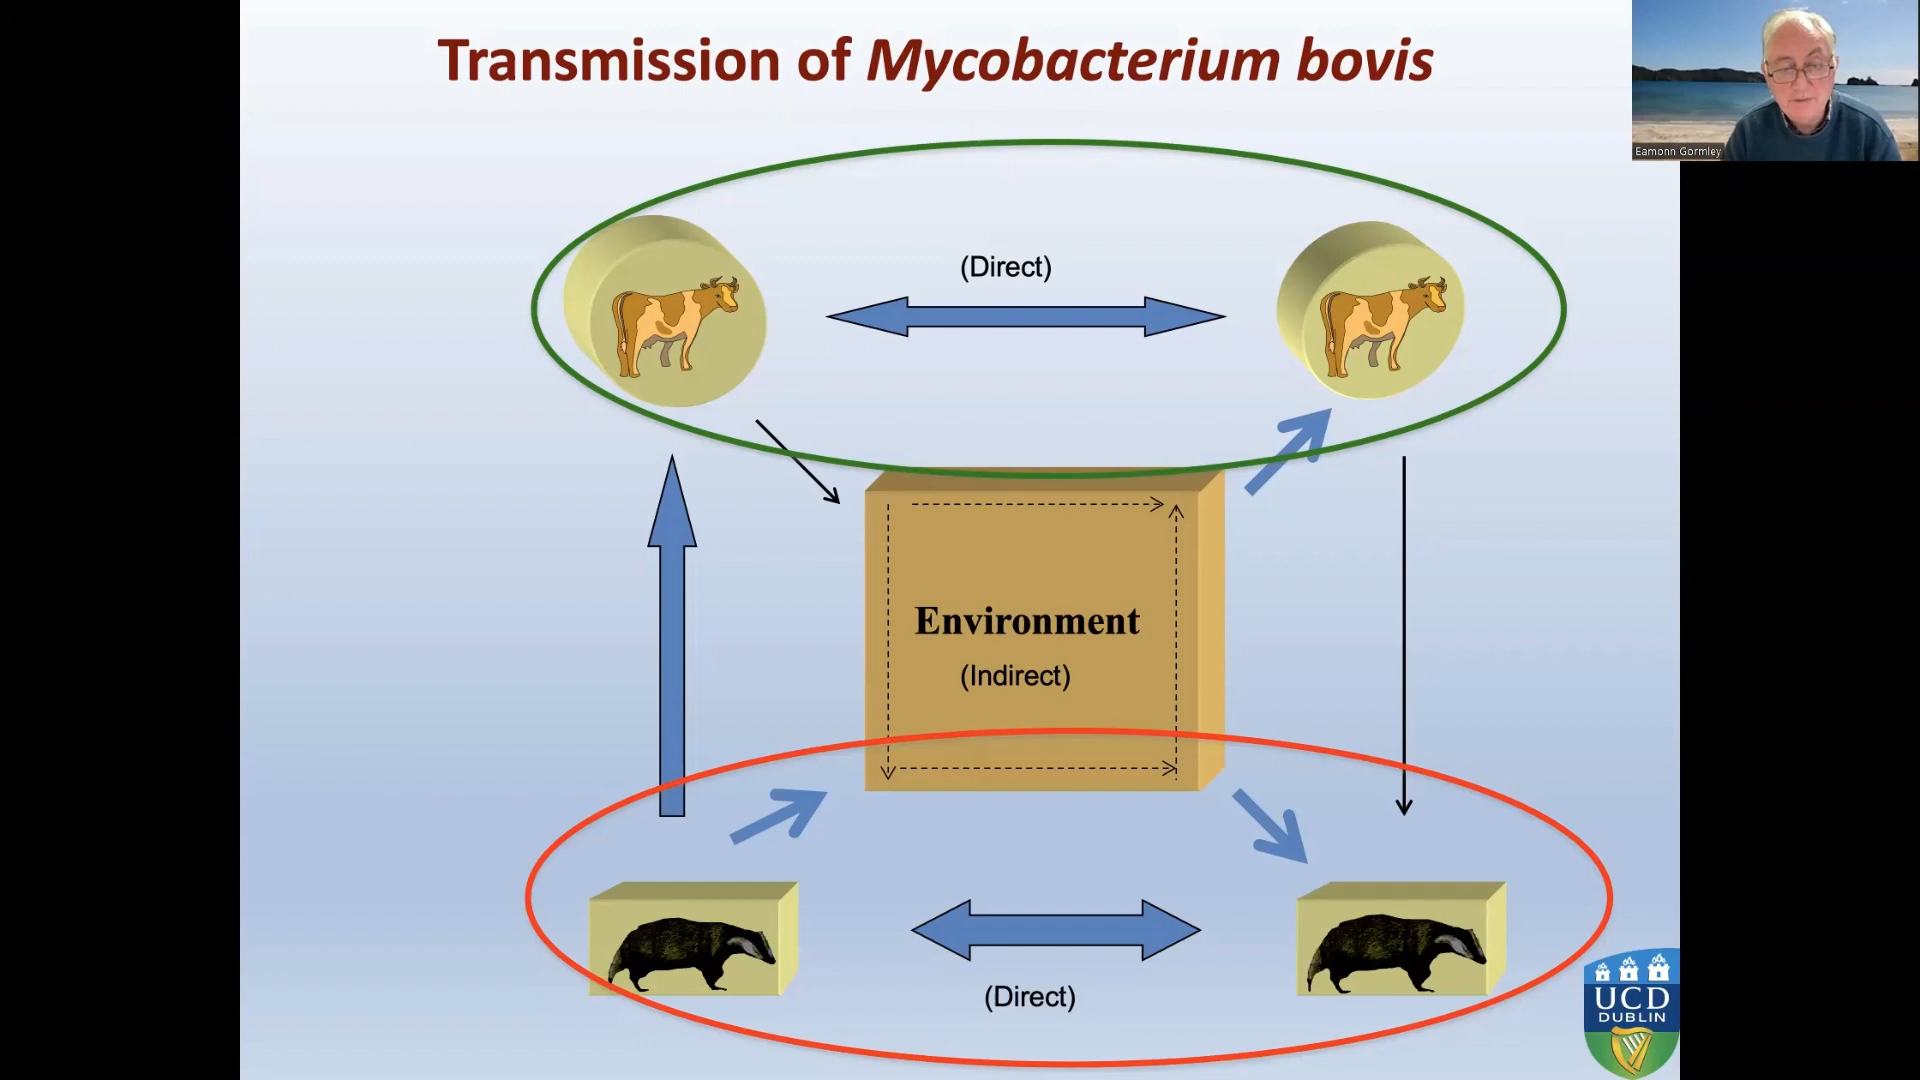 Transmission of Mycobacterium bovis
Eamonn Gormley
(Direct)
Environment
(Indirect)
(Direct)
UCD
DUBLIN